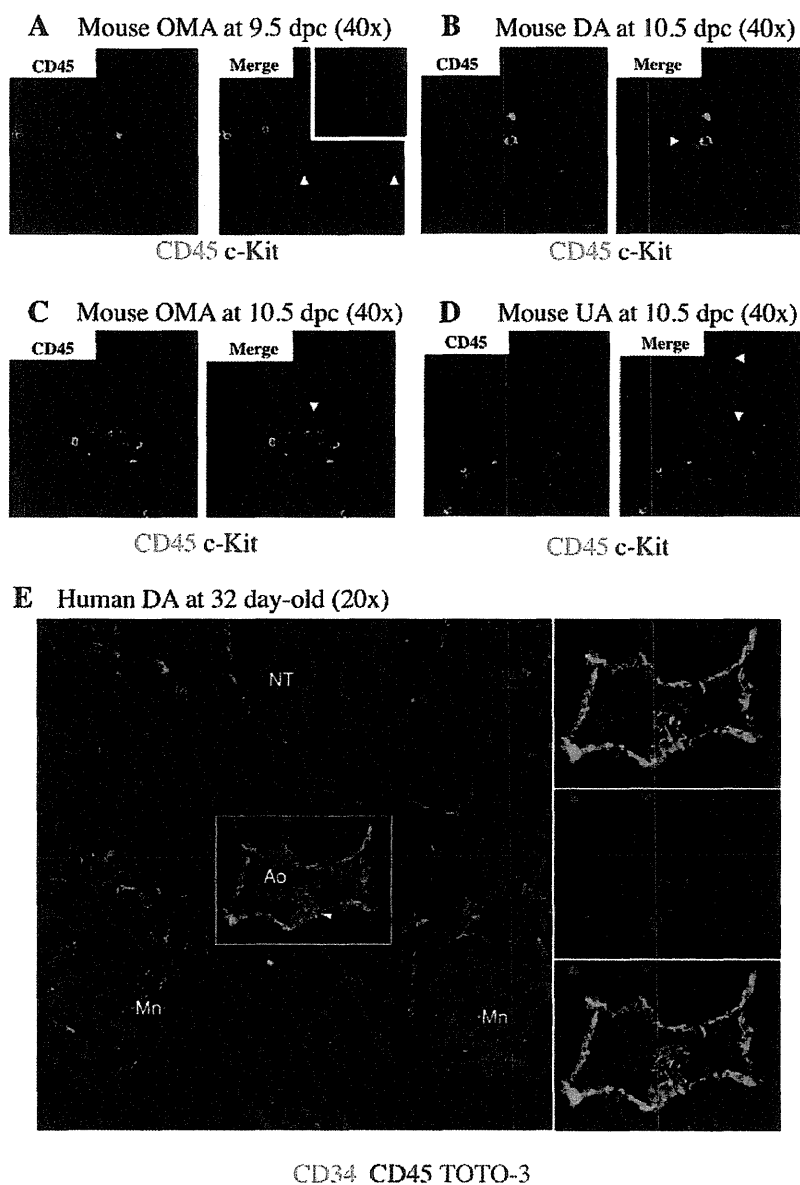 A Mouse OMA at 9.5 dpc (40x)
B Mouse DA at 10.5 dpc (40x)
CD45
Merge
CD45
Merge
CD45 c-Kit
CD45 c-Kit
C Mouse OMA at 10.5 dpc (40x)
D Mouse UA at 10.5 dpc (40x)
CD45
Merge
CD45
Merge
CD45 c-Kit
CD45 c-Kit
E Human DA at 32 day-old (20x)
NT
Ao
Mn
Mn
CD34 CD45 TOTO-3